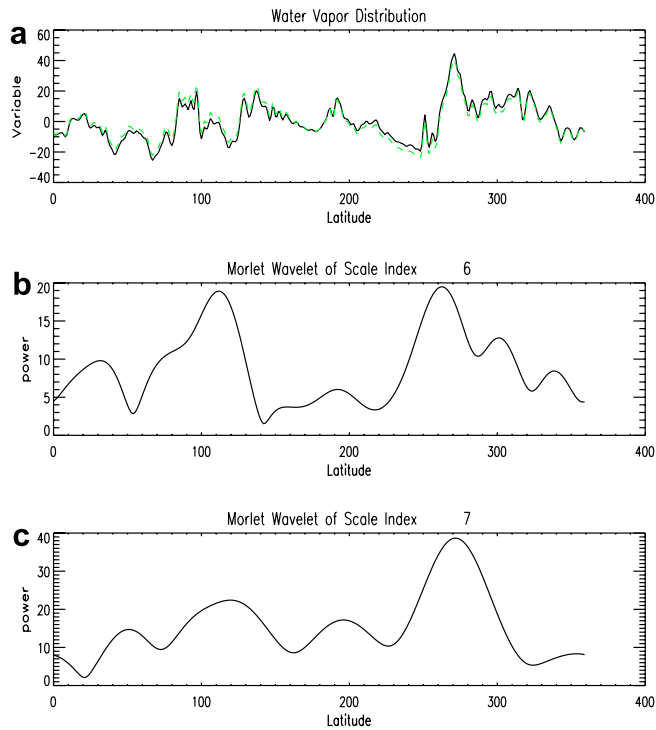 a
Water Vapor Distribution
60
40
20
0
-20
-40
Variable
0 100 200 300 400
Latitude
b
Morlet Wavelet of Scale Index 6
20
15
10
5
0
power
0 100 200 300 400
Latitude
c
Morlet Wavelet of Scale Index 7
40
30
20
10
0
power
0 100 200 300 400
Latitude